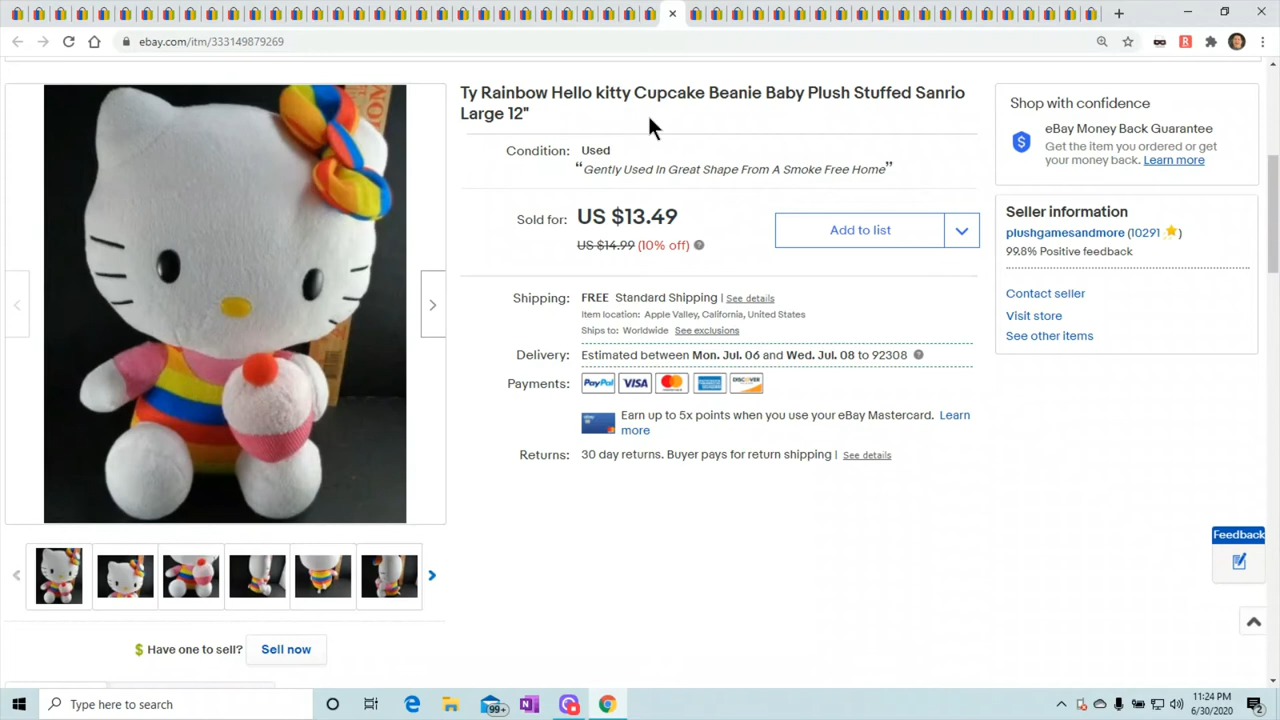 ebay.com/itm/333149879269
Ty Rainbow Hello kitty Cupcake Beanie Baby Plush Stuffed Sanrio
Large 12"
Condition: Used
“Gently Used In Great Shape From A Smoke Free Home”
Sold for: US $13.49
US $14.99 (10% off)
Add to list
Shipping: FREE Standard Shipping | See details
Item location: Apple Valley, California, United States
Ships to: Worldwide See exclusions
Delivery: Estimated between Mon. Jul. 06 and Wed. Jul. 08 to 92308
Payments: PayPal VISA
Earn up to 5x points when you use your eBay Mastercard. Learn
more
Returns: 30 day returns. Buyer pays for return shipping | See details
Shop with confidence
eBay Money Back Guarantee
Get the item you ordered or get
your money back. Learn more
Seller information
plushgamesandmore (10291 )
99.8% Positive feedback
Contact seller
Visit store
See other items
Feedback
$ Have one to sell? Sell now
Type here to search
99+
11:24 PM
6/30/2020
2